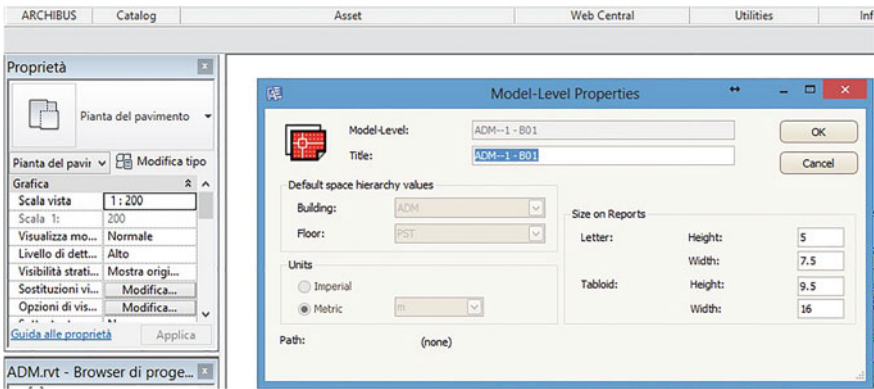 ARCHIBUS Catalog Asset Web Central Utilities Inf
Proprietà
Pianta del pavimento
Pianta del pavir Modifica tipo
Grafica
Scala vista 1 : 200
Scala 1: 200
Visualizza mo... Normale
Livello di dett... Alto
Visibilità strati... Mostra origi...
Sostituzioni vi... Modifica...
Opzioni di vis... Modifica...
Guida alle proprietà Applica
ADM.rvt - Browser di proge...
Model-Level Properties
Model-Level: ADM--1 - B01 OK
Title: ADM--1 - B01 Cancel
Default space hierarchy values
Building: ADM
Floor: PST
Units
Imperial
Metric m
Size on Reports
Letter: Height: 5
Width: 7.5
Tabloid: Height: 9.5
Width: 16
Path: (none)